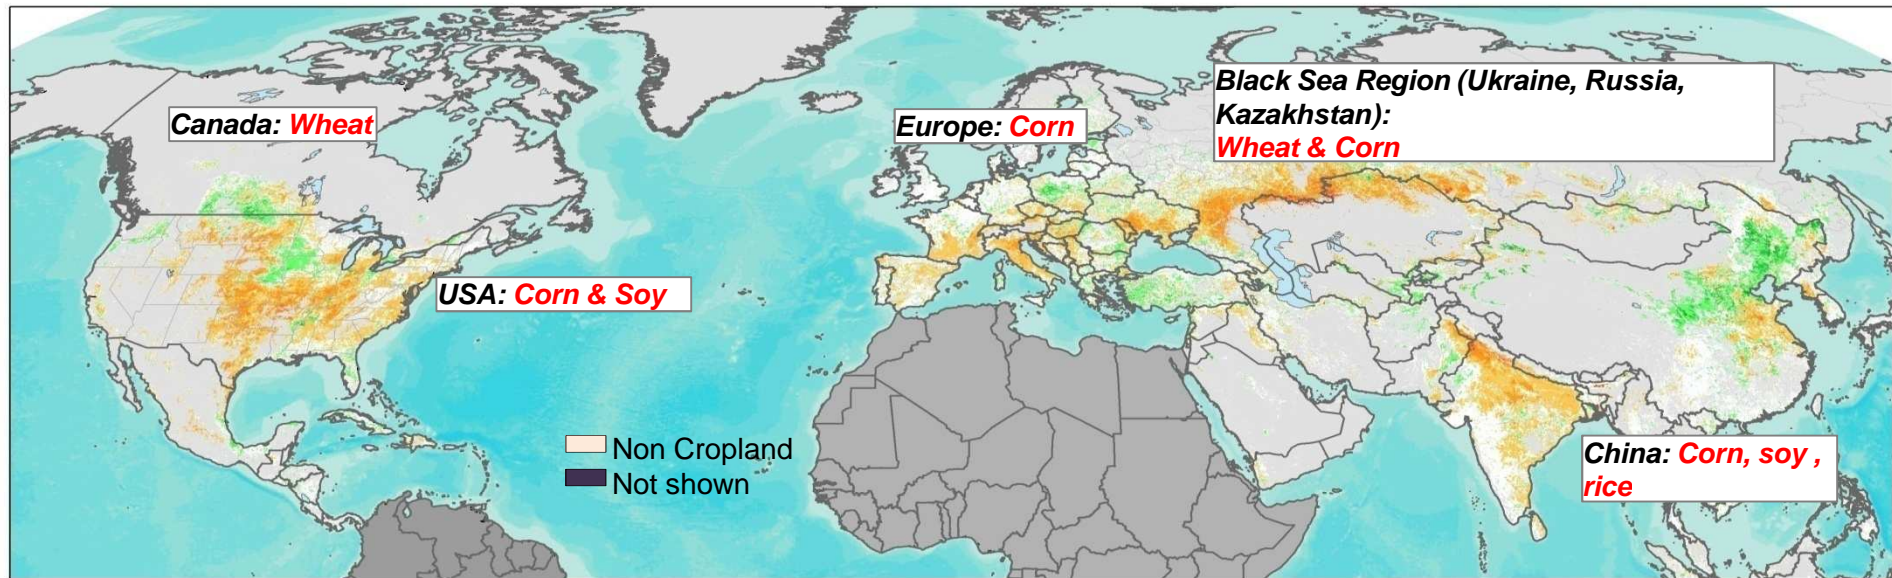 Black Sea Region (Ukraine, Russia,
Kazakhstan):
Wheat & Corn
Canada: Wheat
Europe: Corn
USA: Corn & Soy
Non Cropland
Not shown
China: Corn, soy ,
rice